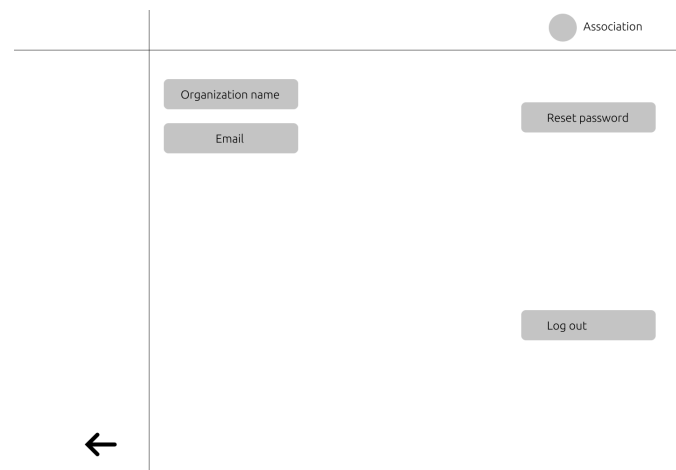 Association
Organization name
Reset password
Email
Log out